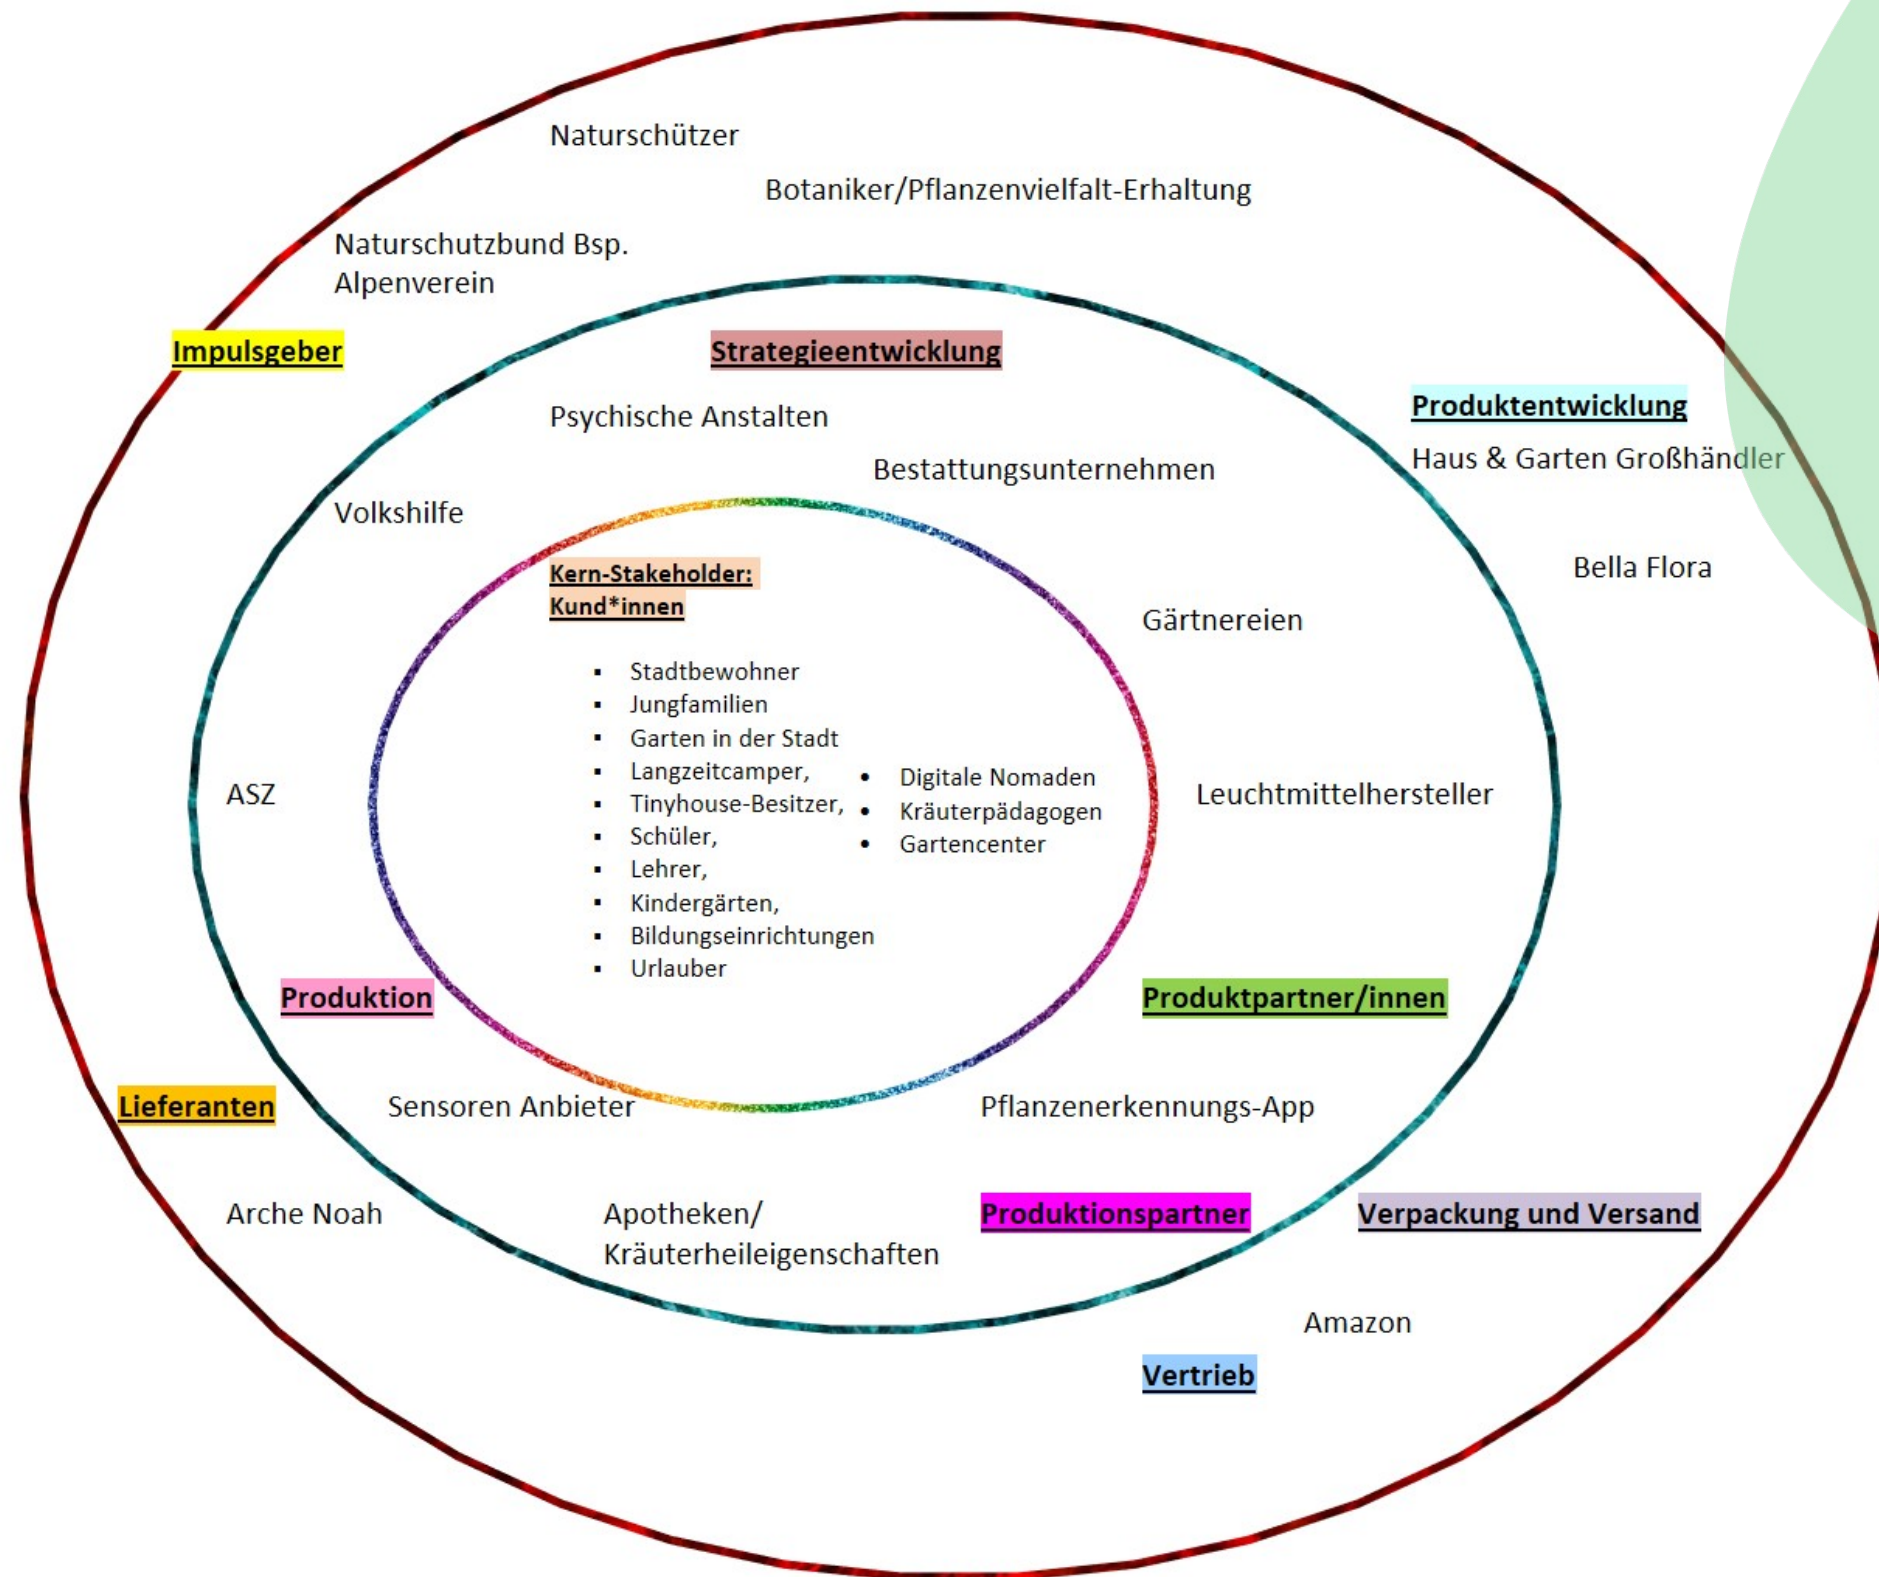 Naturschützer
Botaniker/Pflanzenvielfalt-Erhaltung
Naturschutzbund Bsp.
Alpenverein
Impulsgeber
Strategieentwicklung
Produktentwicklung
Psychische Anstalten
Haus & Garten Großhändler
Bestattungsunternehmen
Volkshilfe
Bella Flora
Kern-Stakeholder:
Kund*innen
Gärtnereien
▪ Stadtbewohner
▪ Jungfamilien
▪ Garten in der Stadt
▪ Langzeitcamper,
▪ Tinyhouse-Besitzer,
▪ Schüler,
▪ Lehrer,
▪ Kindergärten,
▪ Bildungseinrichtungen
▪ Urlauber
• Digitale Nomaden
• Kräuterpädagogen
• Gartencenter
ASZ
Leuchtmittelhersteller
Produktion
Produktpartner/innen
Lieferanten
Sensoren Anbieter
Pflanzenerkennungs-App
Arche Noah
Apotheken/
Kräuterheileigenschaften
Produktionspartner
Verpackung und Versand
Amazon
Vertrieb